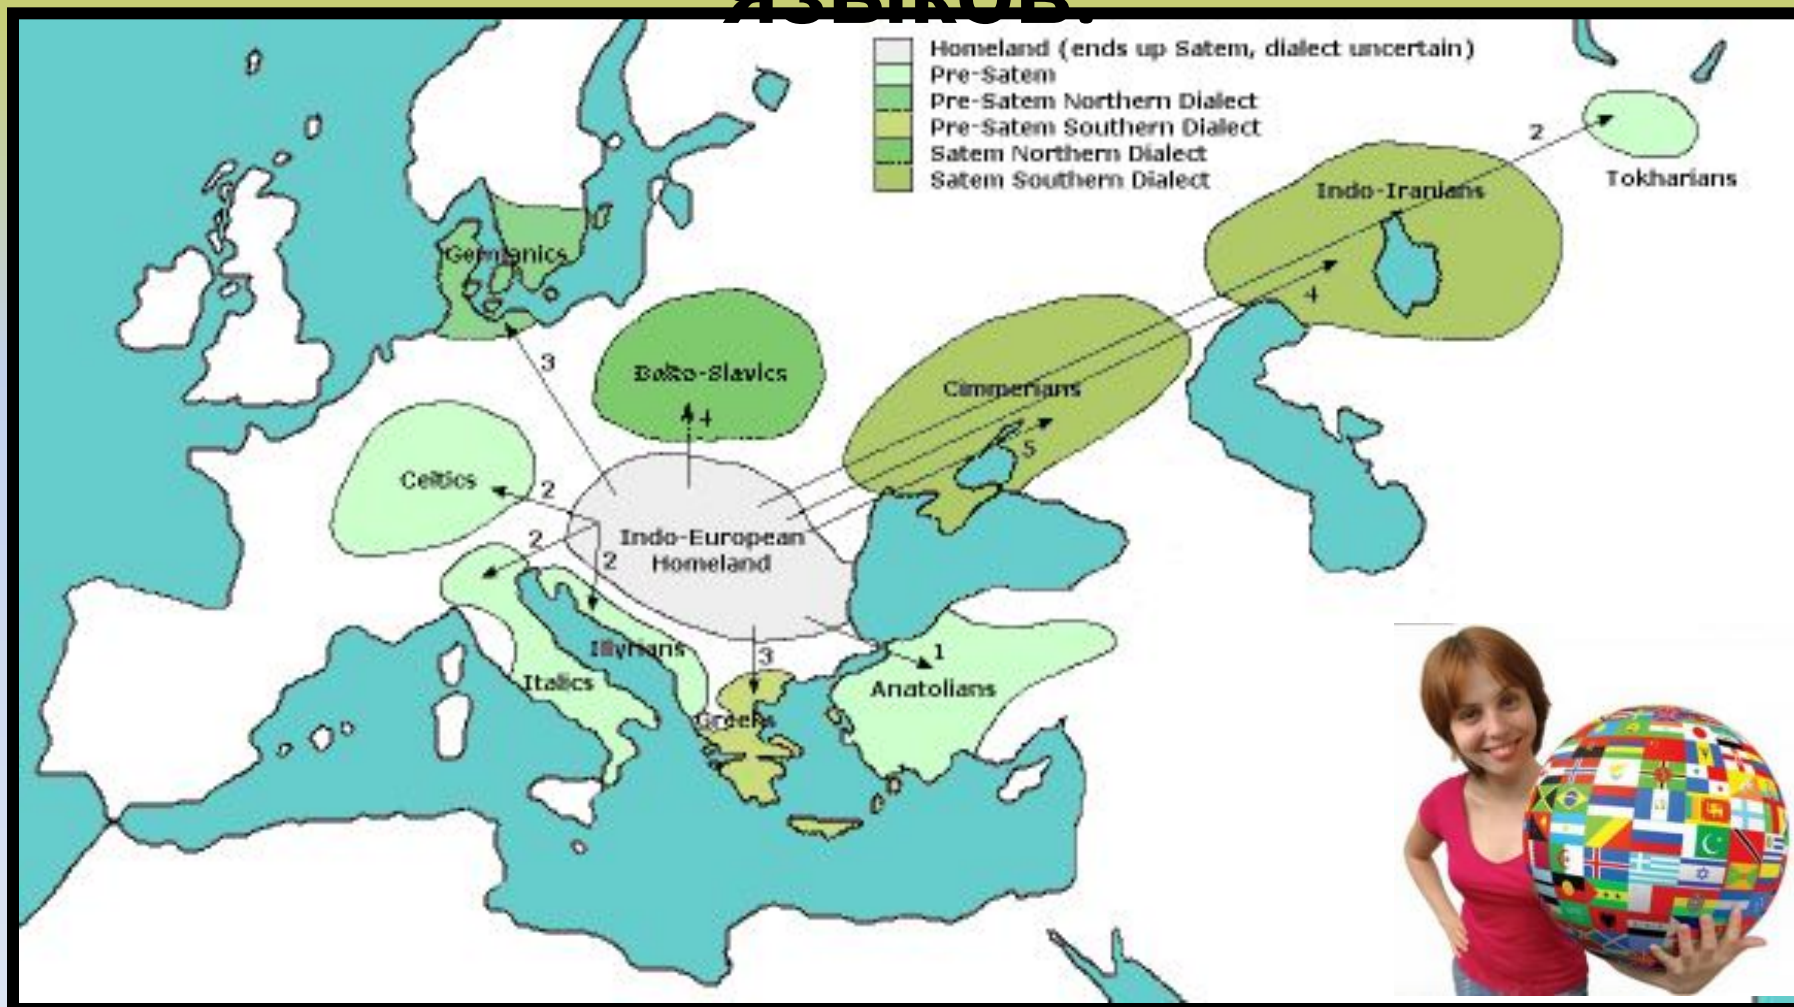 языков.
Homeland (ends up Satem, dialect uncertain)
Pre-Satem
Pre-Satem Northern Dialect
Pre-Satem Southern Dialect
Satem Northern Dialect
Satem Southern Dialect
2
Tokharians
Indo-Iranians
4
Germanics
3
Balto-Slavics
4
Cimmerians
5
Celtics
2
2
2
Indo-European
Homeland
Illyrians
3
1
Italics
Anatolians
Greeks